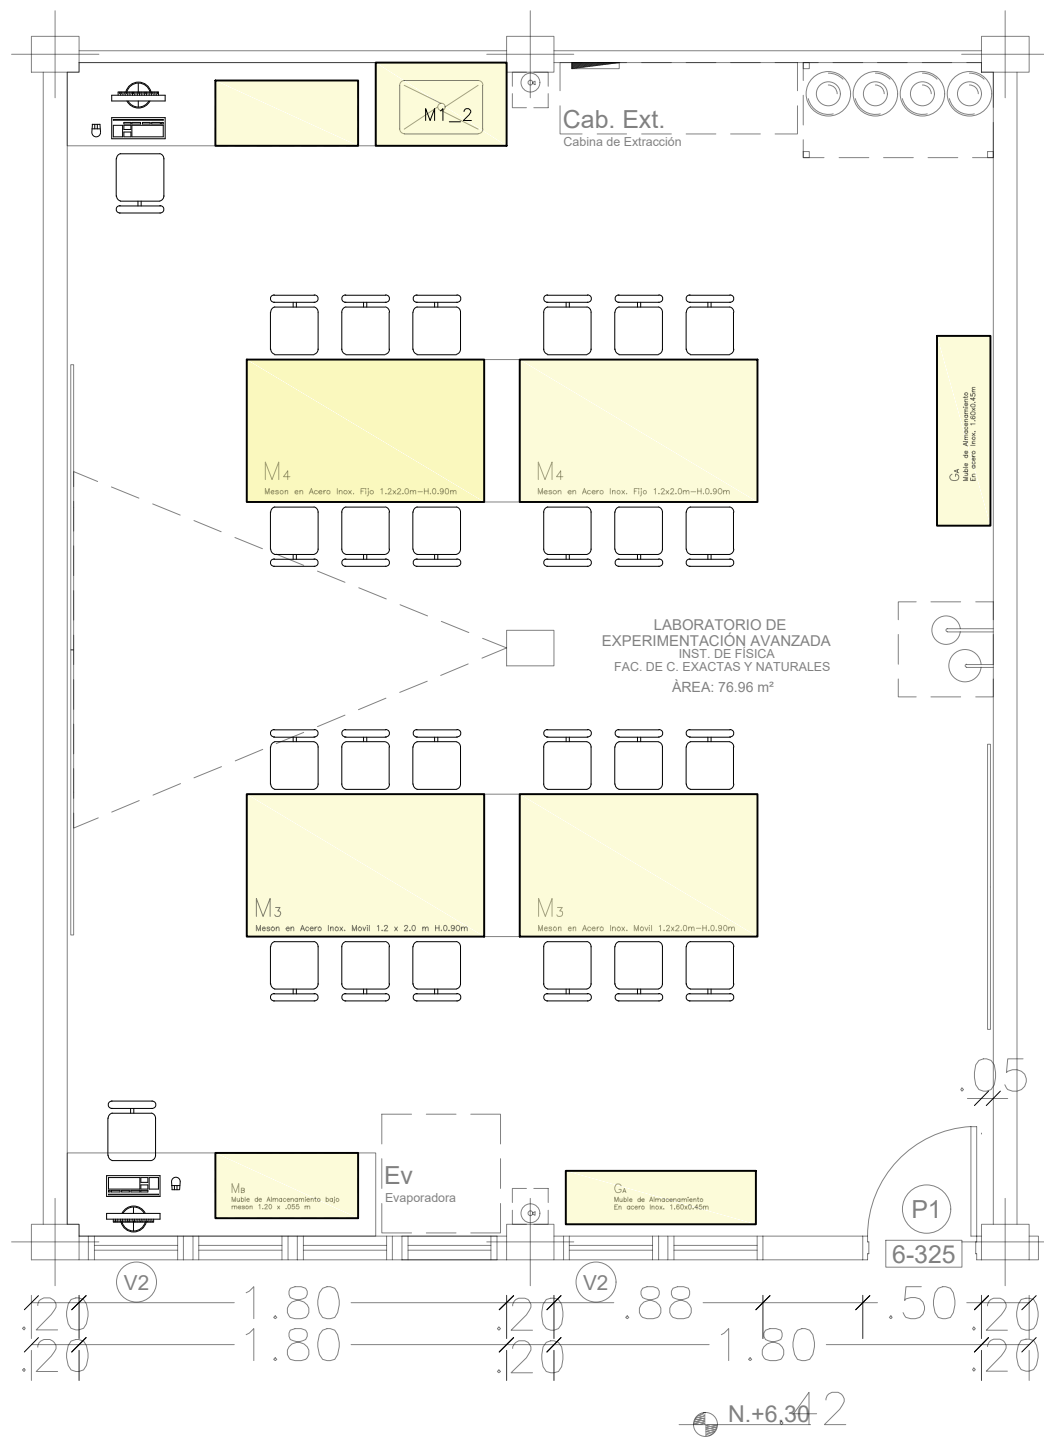 M1_2
Cab. Ext.
Cabina de Extracción
M4
Meson en Acero Inox. Fijo 1.2x2.0m-H.0.90m
M4
Meson en Acero Inox. Fijo 1.2x2.0m-H.0.90m
GA
Muble de Almacenamiento
En acero Inox. 1.60x0.45m
LABORATORIO DE
EXPERIMENTACIÓN AVANZADA
INST. DE FÍSICA
FAC. DE C. EXACTAS Y NATURALES
ÀREA: 76.96 m²
M3
Meson en Acero Inox. Movil 1.2 x 2.0 m H.0.90m
M3
Meson en Acero Inox. Movil 1.2x2.0m-H.0.90m
.05
MB
Muble de Almacenamiento bajo
meson 1.20 x .055 m
Ev
Evaporadora
GA
Muble de Almacenamiento
En acero Inox. 1.60x0.45m
P1
6-325
V2
V2
.20 1.80 .20 .88 .50 .20
.20 1.80 .20 1.80 .20
N.+6,30
.42